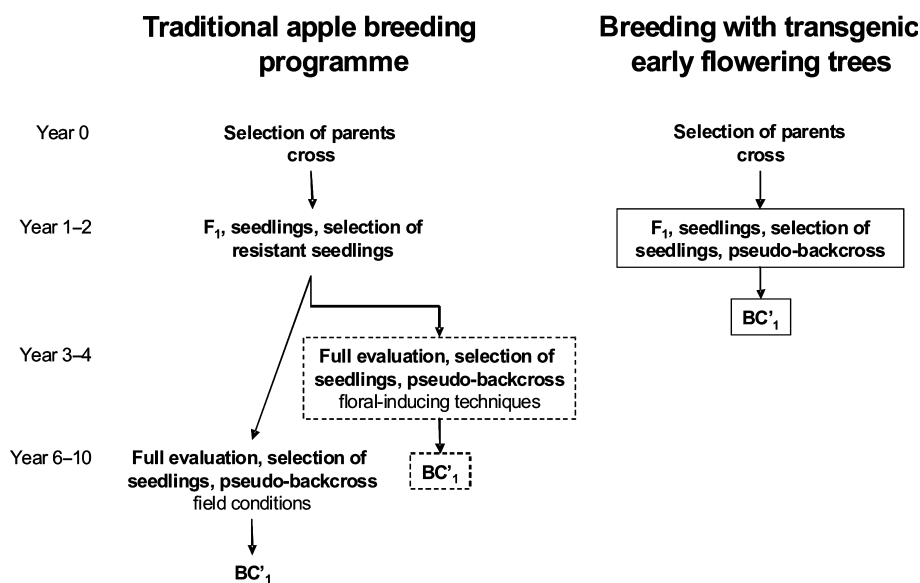 Traditional apple breeding
programme
Breeding with transgenic
early flowering trees
Year 0
Selection of parents
cross
Selection of parents
cross
Year 1–2
F1, seedlings, selection of
resistant seedlings
F1, seedlings, selection of
seedlings, pseudo-backcross
BC’1
Year 3–4
Full evaluation, selection of
seedlings, pseudo-backcross
floral-inducing techniques
Year 6–10
Full evaluation, selection of
seedlings, pseudo-backcross
field conditions
BC’1
BC’1